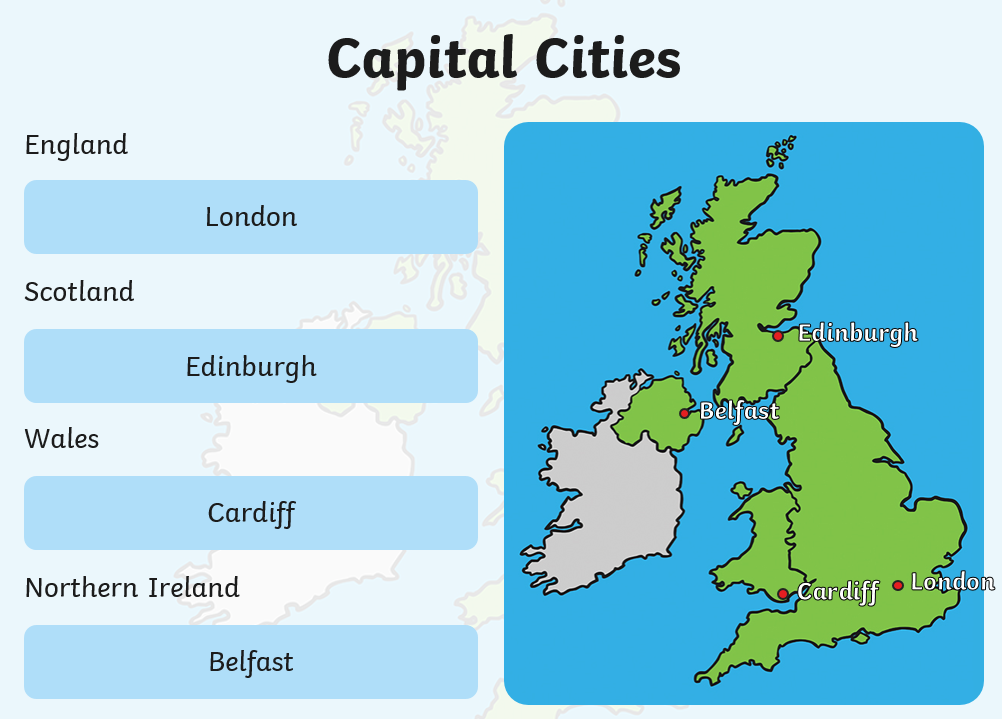 Capital Cities
England
London
Scotland
Edinburgh
Wales
Cardiff
Northern Ireland
Belfast
Edinburgh
Belfast
Cardiff
London